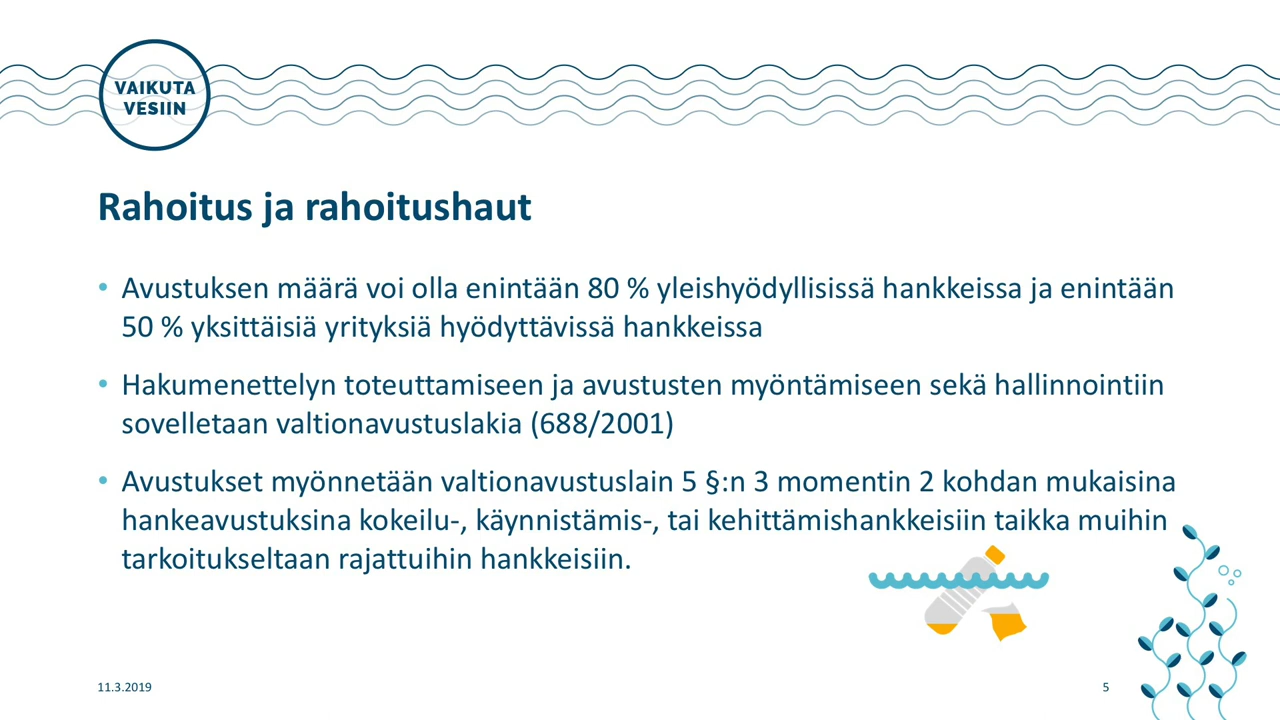 VAIKUTA
VESIIN
Rahoitus ja rahoitushaut
• Avustuksen määrä voi olla enintään 80 % yleishyödyllisissä hankkeissa ja enintään
50 % yksittäisiä yrityksiä hyödyttävissä hankkeissa
• Hakumenettelyn toteuttamiseen ja avustusten myöntämiseen sekä hallinnointiin
sovelletaan valtionavustuslakia (688/2001)
• Avustukset myönnetään valtionavustuslain 5 §:n 3 momentin 2 kohdan mukaisina
hankeavustuksina kokeilu-, käynnistämis-, tai kehittämishankkeisiin taikka muihin
tarkoitukseltaan rajattuihin hankkeisiin.
11.3.2019
5